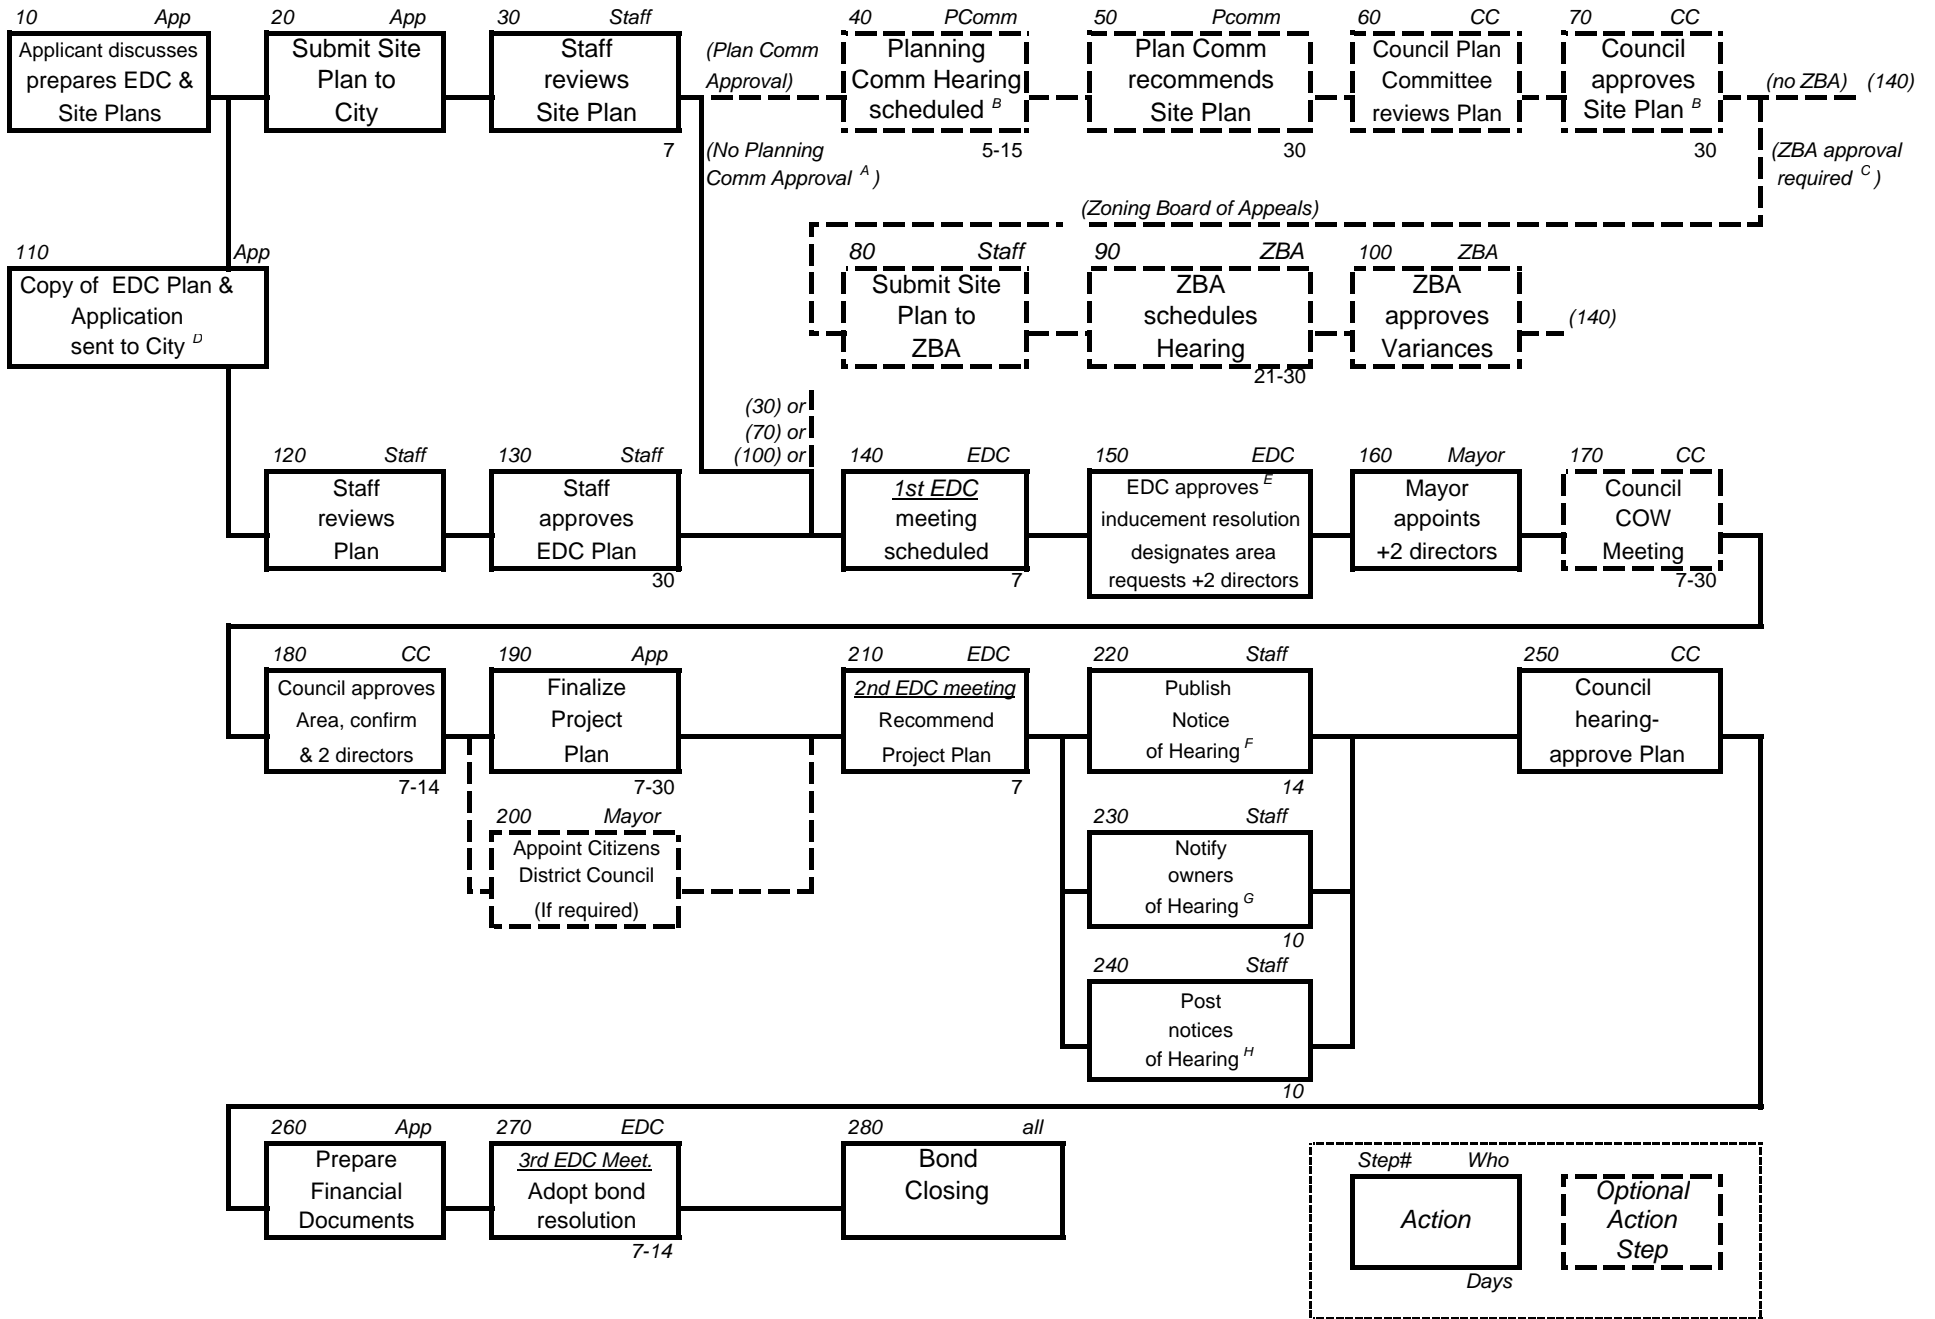 10 App
Applicant discusses
prepares EDC &
Site Plans
20 App
Submit Site
Plan to
City
30 Staff
Staff
reviews
Site Plan
7
(Plan Comm
Approval)
(No Planning
Comm Approval A )
40 PComm
Planning
Comm Hearing
scheduled B
5-15
50 Pcomm
Plan Comm
recommends
Site Plan
30
60 CC
Council Plan
Committee
reviews Plan
70 CC
Council
approves
Site Plan B
30
(no ZBA) (140)
(ZBA approval
required C )
(Zoning Board of Appeals)
110 App
Copy of EDC Plan &
Application
sent to City D
80 Staff
Submit Site
Plan to
ZBA
90 ZBA
ZBA
schedules
Hearing
21-30
100 ZBA
ZBA
approves
Variances
(140)
(30) or
(70) or
(100) or
120 Staff
Staff
reviews
Plan
130 Staff
Staff
approves
EDC Plan
30
140 EDC
1st EDC
meeting
scheduled
7
150 EDC
EDC approves E
inducement resolution
designates area
requests +2 directors
160 Mayor
Mayor
appoints
+2 directors
170 CC
Council
COW
Meeting
7-30
180 CC
Council approves
Area, confirm
& 2 directors
7-14
190 App
Finalize
Project
Plan
7-30
200 Mayor
Appoint Citizens
District Council
(If required)
210 EDC
2nd EDC meeting
Recommend
Project Plan
7
220 Staff
Publish
Notice
of Hearing F
14
230 Staff
Notify
owners
of Hearing G
10
240 Staff
Post
notices
of Hearing H
10
250 CC
Council
hearing-
approve Plan
260 App
Prepare
Financial
Documents
270 EDC
3rd EDC Meet.
Adopt bond
resolution
7-14
280 all
Bond
Closing
Step# Who
Action
Days
Optional
Action
Step